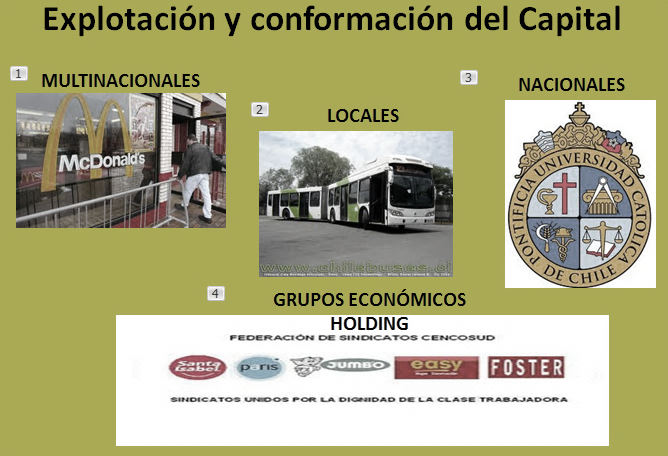 Explotación y conformación del Capital
1
MULTINACIONALES
McDonald's
2
LOCALES
www.chilebuses.cl
3
NACIONALES
PONTIFICIA UNIVERSIDAD CATOLICA DE CHILE
4
GRUPOS ECONÓMICOS
HOLDING
FEDERACIÓN DE SINDICATOS CENCOSUD
Santa Isabel
paris
JUMBO
easy
FOSTER
SINDICATOS UNIDOS POR LA DIGNIDAD DE LA CLASE TRABAJADORA